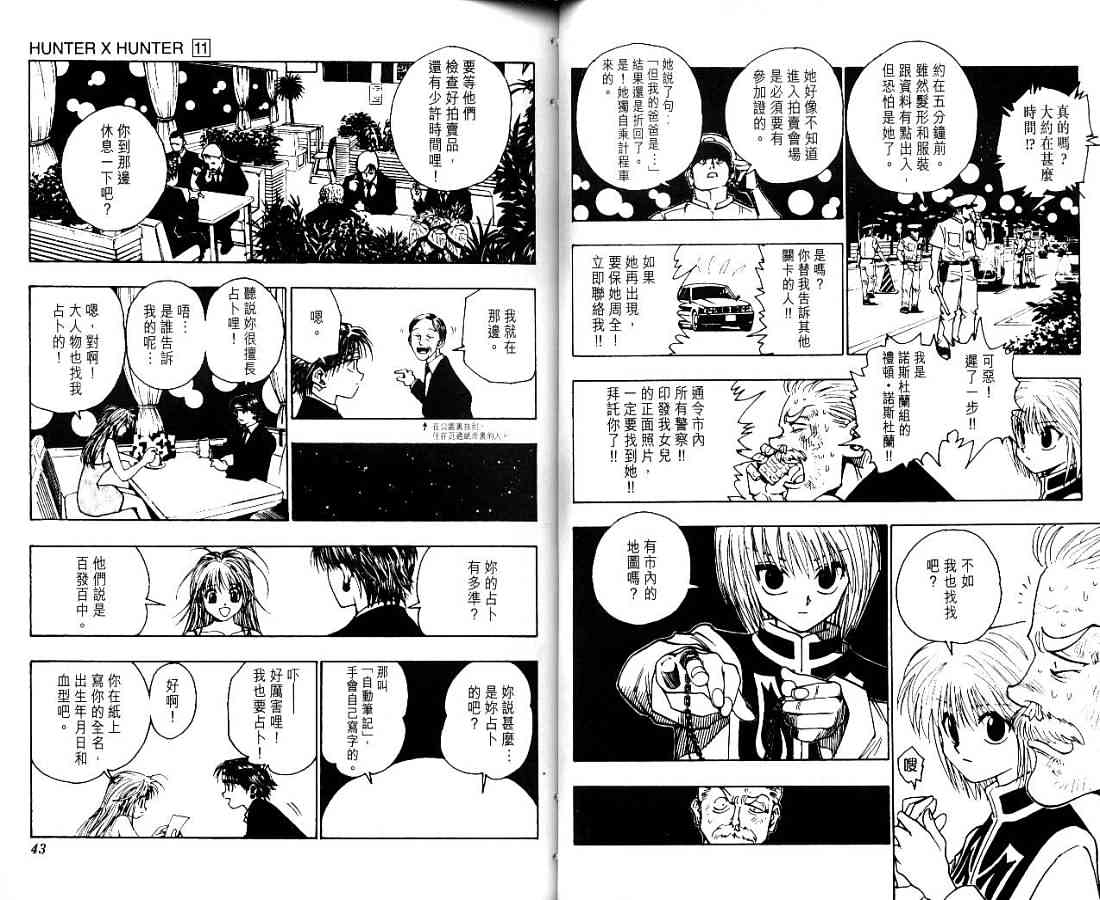 真的嗎？
大約在甚麼
時間!?
約在五分鐘前。
雖然髮形和服裝
跟資料有點出入，
但恐怕是她了。
她好像不知道
進入拍賣會場
是必須要有
參加證的。
她說了句：
「但我的爸爸是…」
結果還是折回了。
是！她獨自乘計程車
來的。
是嗎？
你替我告訴其他
關卡的人!!
如果
她再出現，
要保她周全！
立即聯絡我!!
可惡！
遲了一步!!
我是
諾斯杜蘭組的
禮頓·諾斯杜蘭!!
通令市內
所有警察!!
印發我女兒
的正面照片，
一定要找到她!!
拜託你了!!
不如
我也找找
吧？
嗖
有市內的
地圖嗎？
HUNTER X HUNTER 11
要等他們
檢查好拍賣品，
還有少許時間哩！
你到那邊
休息一下吧？
我就在
那邊。
嗯。
聽說妳很擅長
占卜哩！
唔…
是誰告訴
我的呢…
嗯，對啊！
大人物也找我
占卜的！
妳的占卜
有多準？
他們說是
百發百中。
妳說甚麼…
是妳占卜
的吧？
那叫
「自動筆記」，
手會自己寫字的。
吓——
好厲害哩！
我也要占卜！
好啊！
你在紙上
寫你的全名，
出生年月日和
血型吧。
43